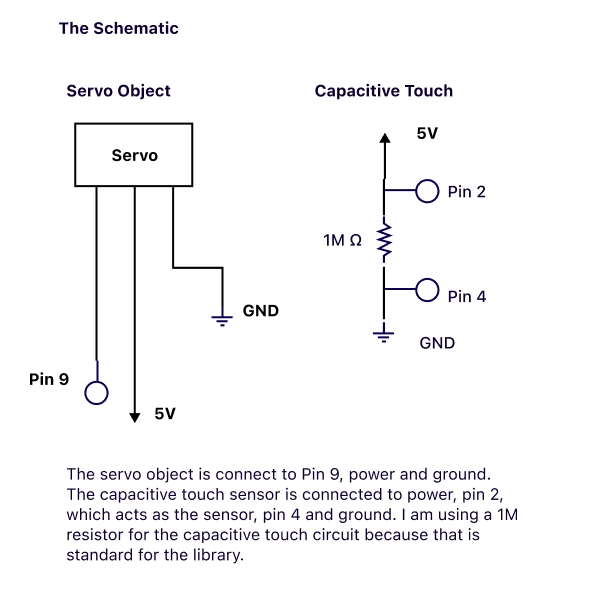 The Schematic
Servo Object
Capacitive Touch
5V
Servo
Pin 2
1M Ω
Pin 4
GND
GND
Pin 9
5V
The servo object is connect to Pin 9, power and ground.
The capacitive touch sensor is connected to power, pin 2,
which acts as the sensor, pin 4 and ground. I am using a 1M
resistor for the capacitive touch circuit because that is
standard for the library.